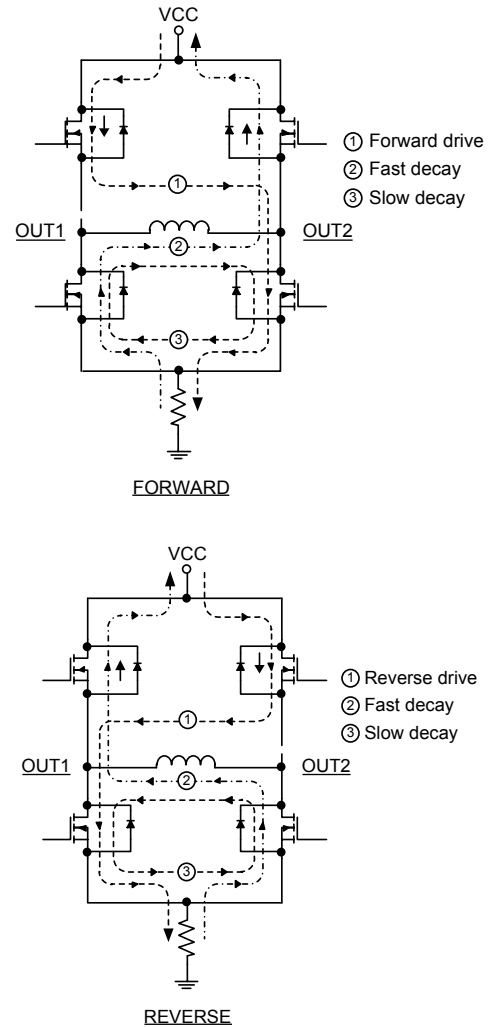 VCC
① Forward drive
② Fast decay
③ Slow decay
①
OUT1
OUT2
②
③
FORWARD
VCC
① Reverse drive
② Fast decay
③ Slow decay
①
OUT1
OUT2
②
③
REVERSE